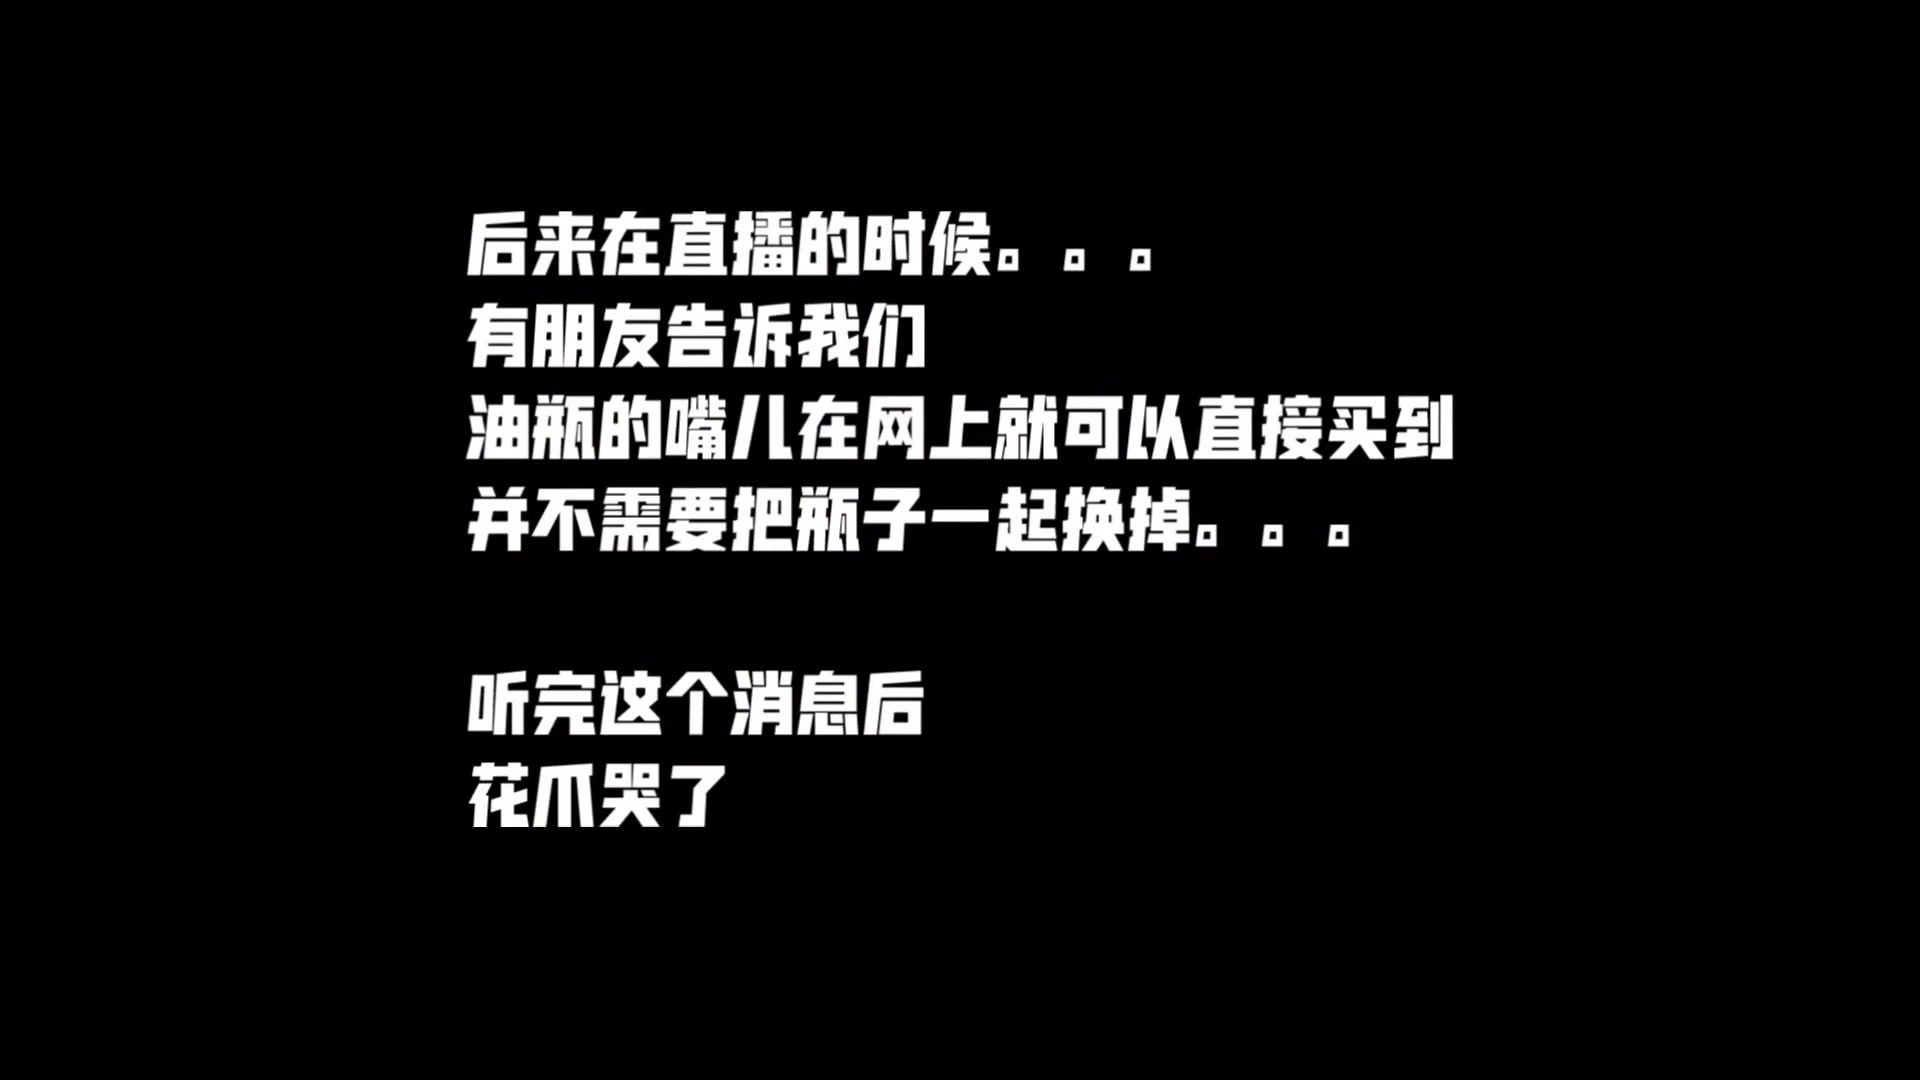 后来在直播的时候。。。
有朋友告诉我们
油瓶的嘴儿在网上就可以直接买到
并不需要把瓶子一起换掉。。。
听完这个消息后
花爪哭了